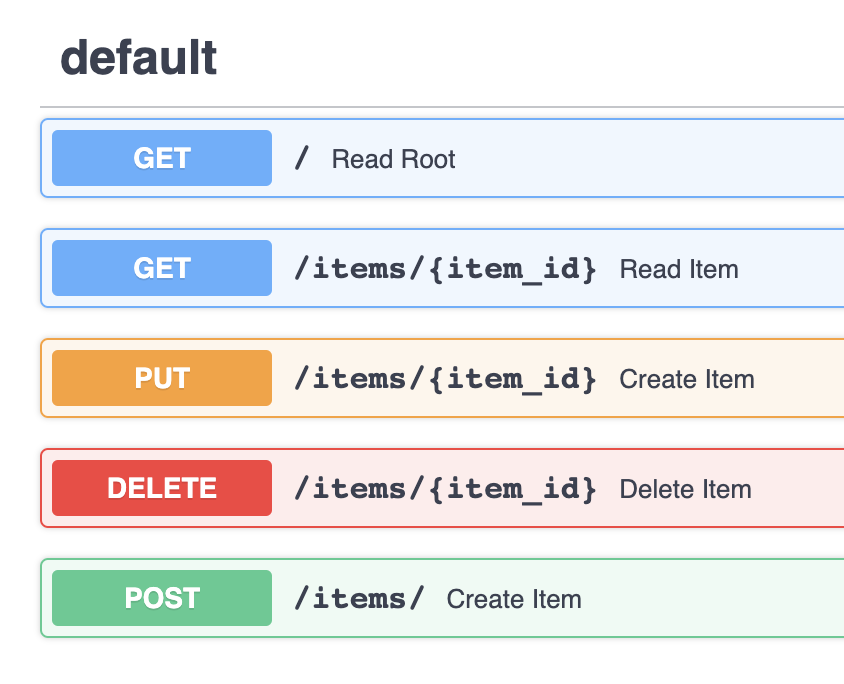 default
GET / Read Root
GET /items/{item_id} Read Item
PUT /items/{item_id} Create Item
DELETE /items/{item_id} Delete Item
POST /items/ Create Item